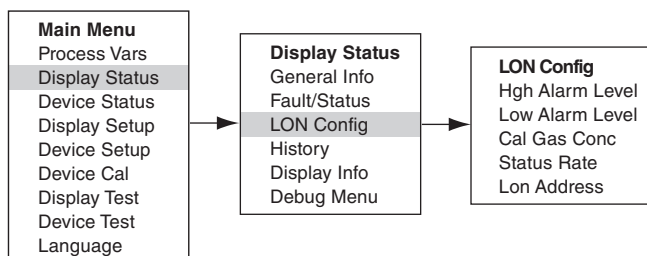 Main Menu
Process Vars
Display Status
Device Status
Display Setup
Device Setup
Device Cal
Display Test
Device Test
Language
Display Status
General Info
Fault/Status
LON Config
History
Display Info
Debug Menu
LON Config
Hgh Alarm Level
Low Alarm Level
Cal Gas Conc
Status Rate
Lon Address